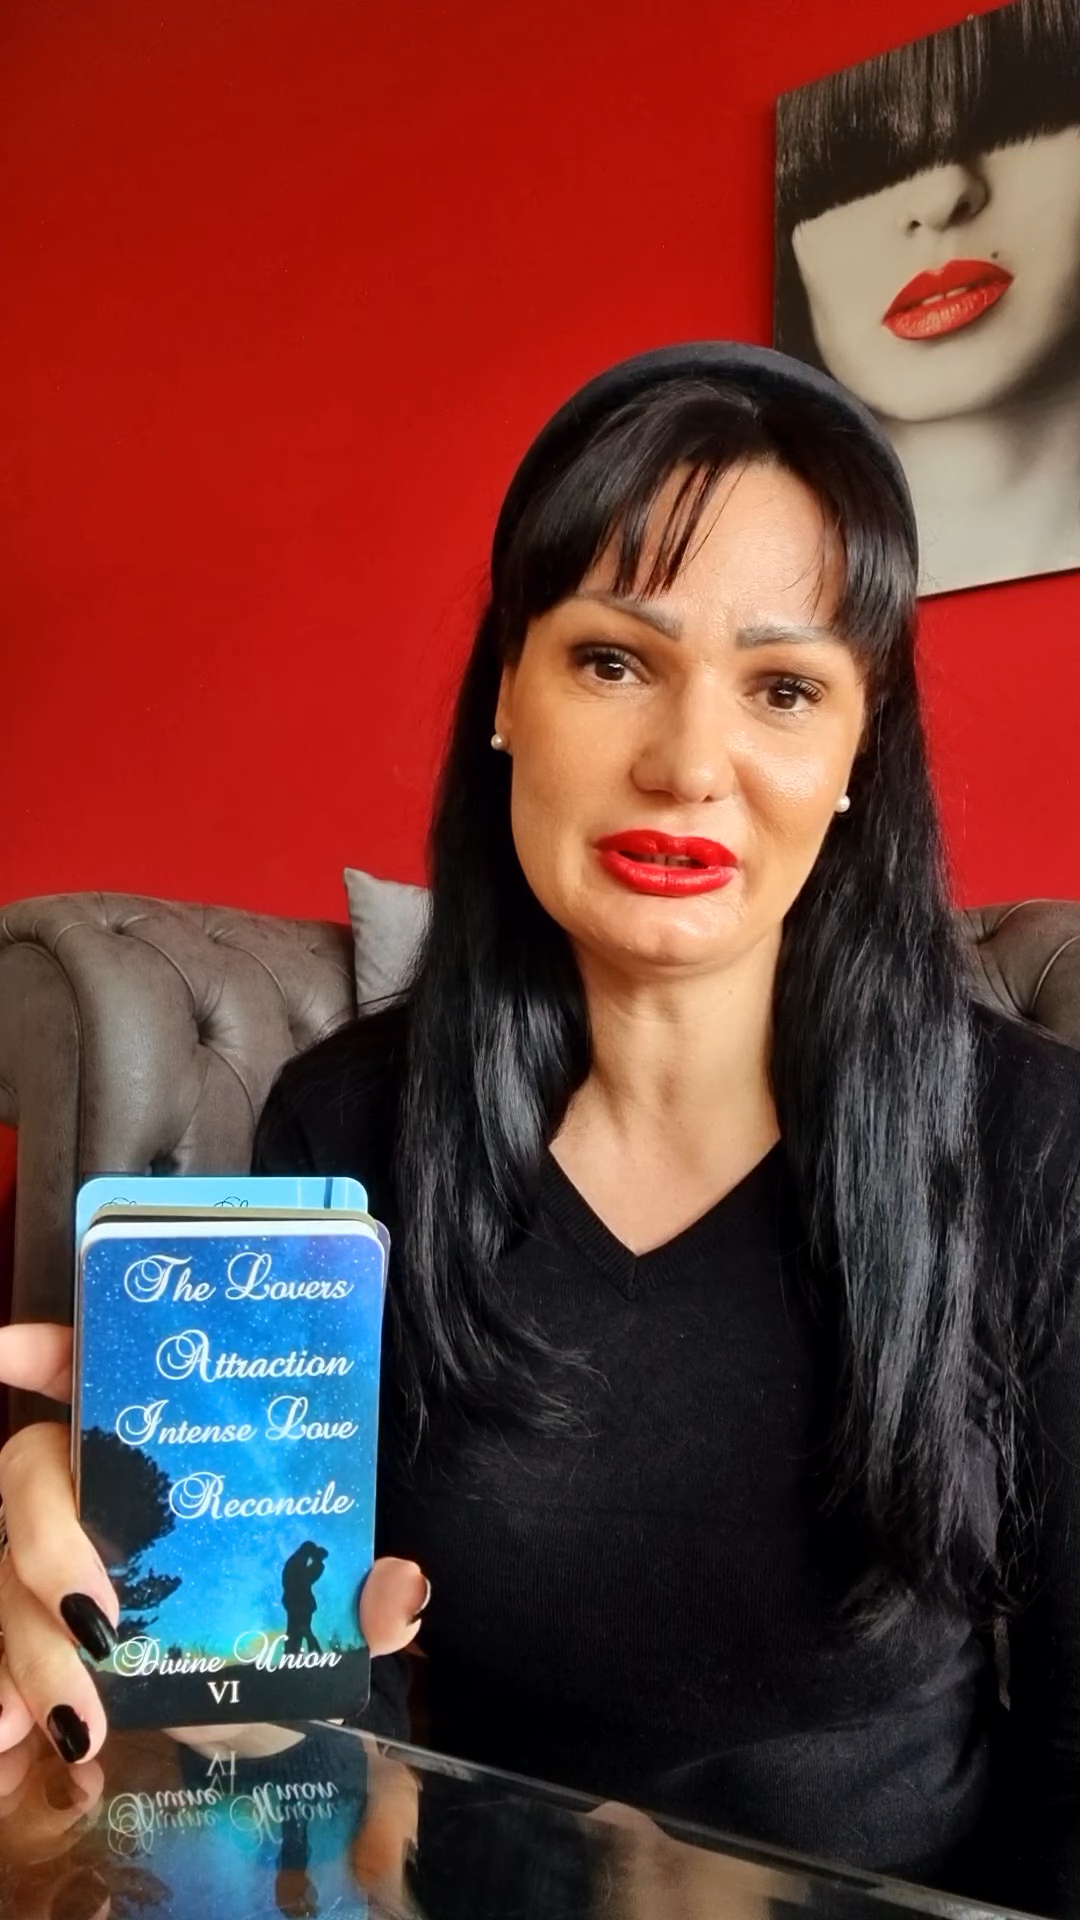 The Lovers
Attraction
Intense Love
Reconcile
Divine Union
VI